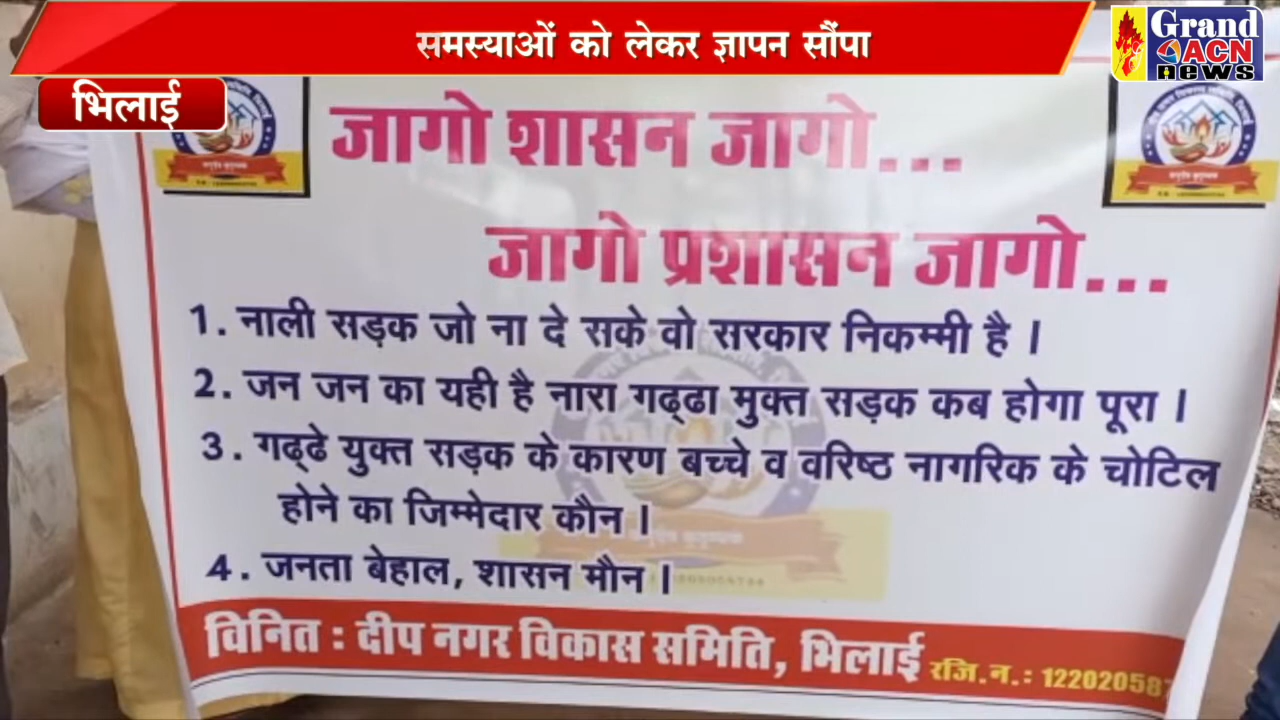 समस्याओं को लेकर ज्ञापन सौंपा
Grand
ACN
news
भिलाई
जागो शासन जागो...
जागो प्रशासन जागो...
1. नाली सड़क जो ना दे सके वो सरकार निकम्मी है ।
2. जन जन का यही है नारा गढ्ढा मुक्त सड़क कब होगा पूरा ।
3. गढ्ढे युक्त सड़क के कारण बच्चे व वरिष्ठ नागरिक के चोटिल
होने का जिम्मेदार कौन ।
4. जनता बेहाल, शासन मौन ।
विनित : दीप नगर विकास समिति, भिलाई रजि.न.: 122020587